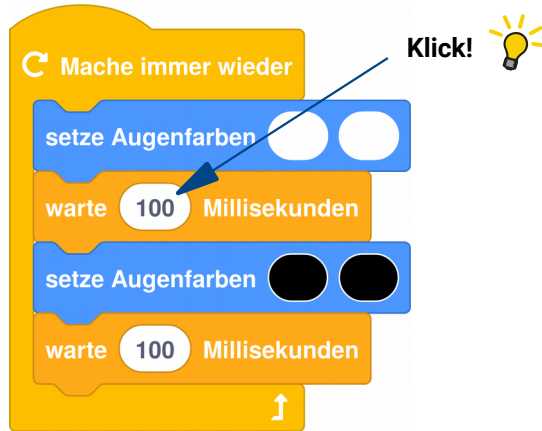 Klick!
Mache immer wieder
setze Augenfarben
warte 100 Millisekunden
setze Augenfarben
warte 100 Millisekunden